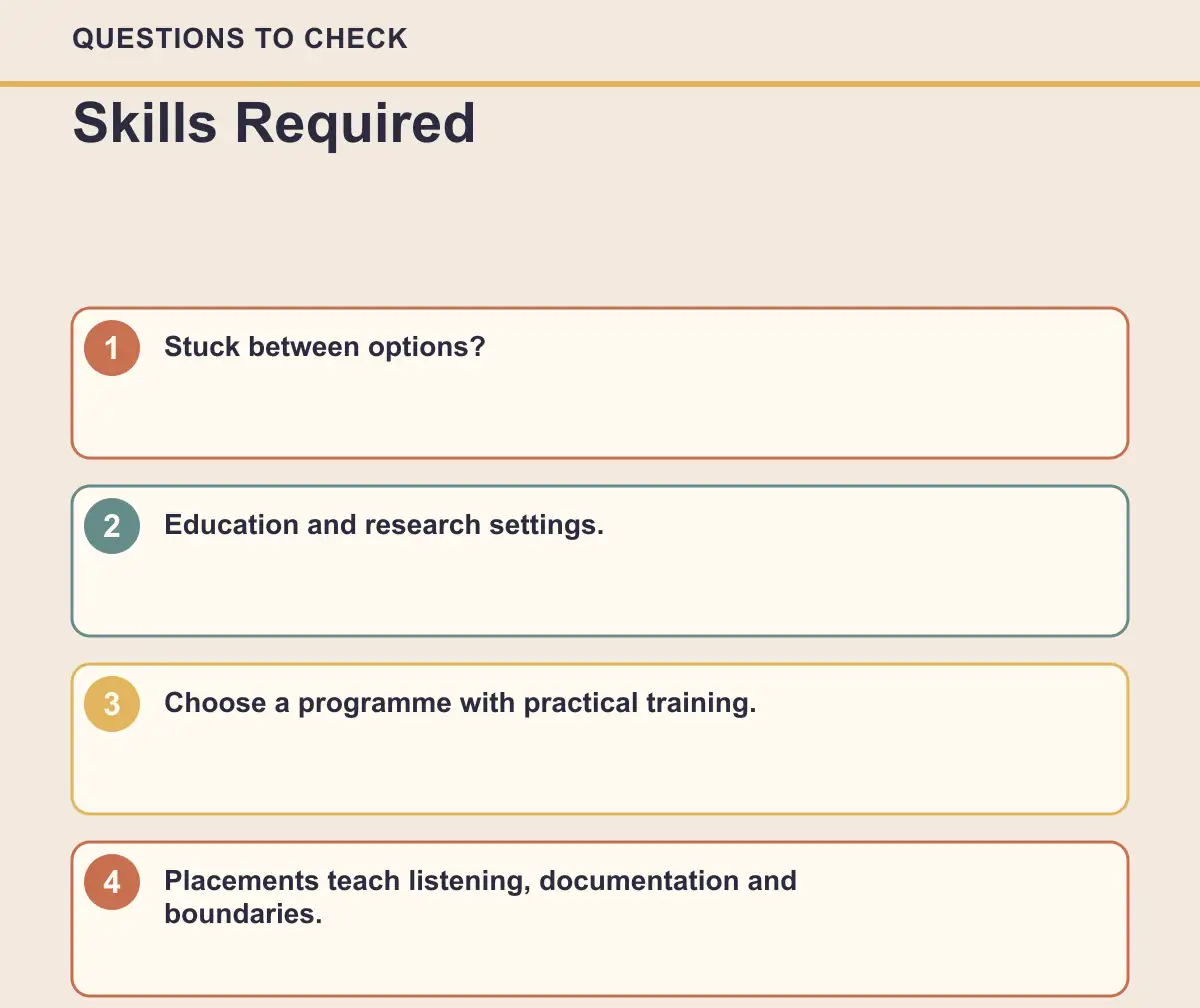 QUESTIONS TO CHECK
Skills Required
1
Stuck between options?
2
Education and research settings.
3
Choose a programme with practical training.
4
Placements teach listening, documentation and
boundaries.